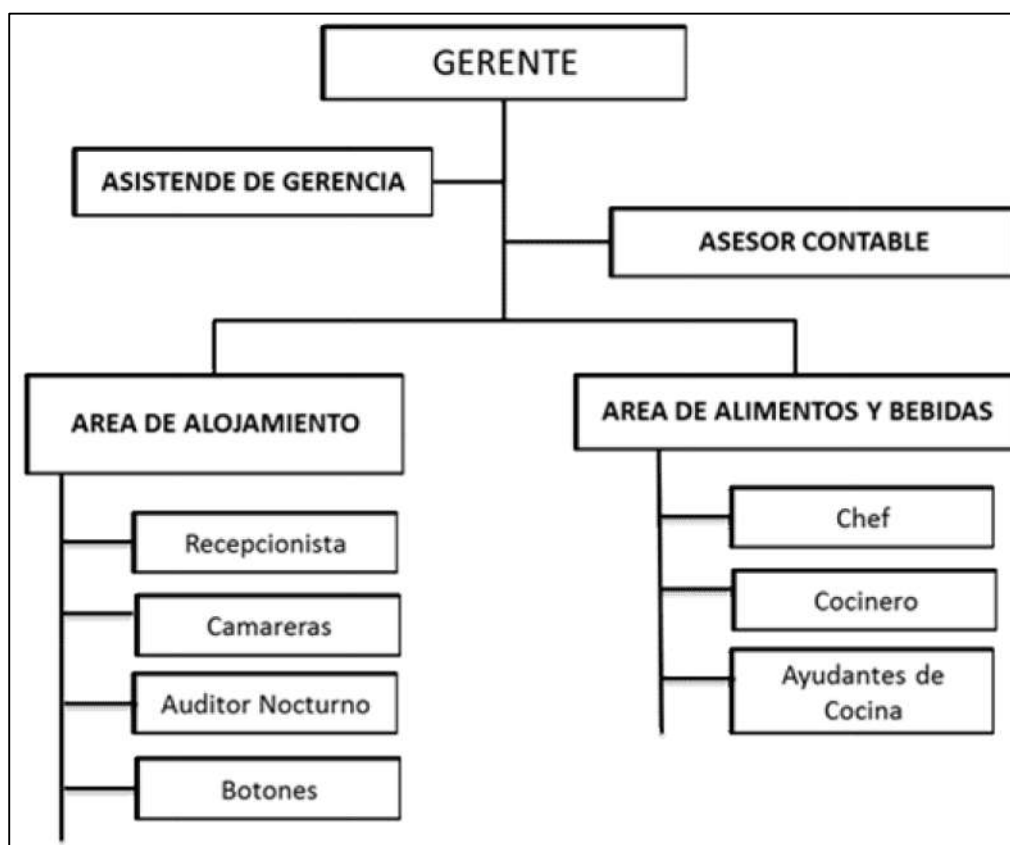 GERENTE
ASISTENDE DE GERENCIA
ASESOR CONTABLE
AREA DE ALOJAMIENTO
Recepcionista
Camareras
Auditor Nocturno
Botones
AREA DE ALIMENTOS Y BEBIDAS
Chef
Cocinero
Ayudantes de
Cocina